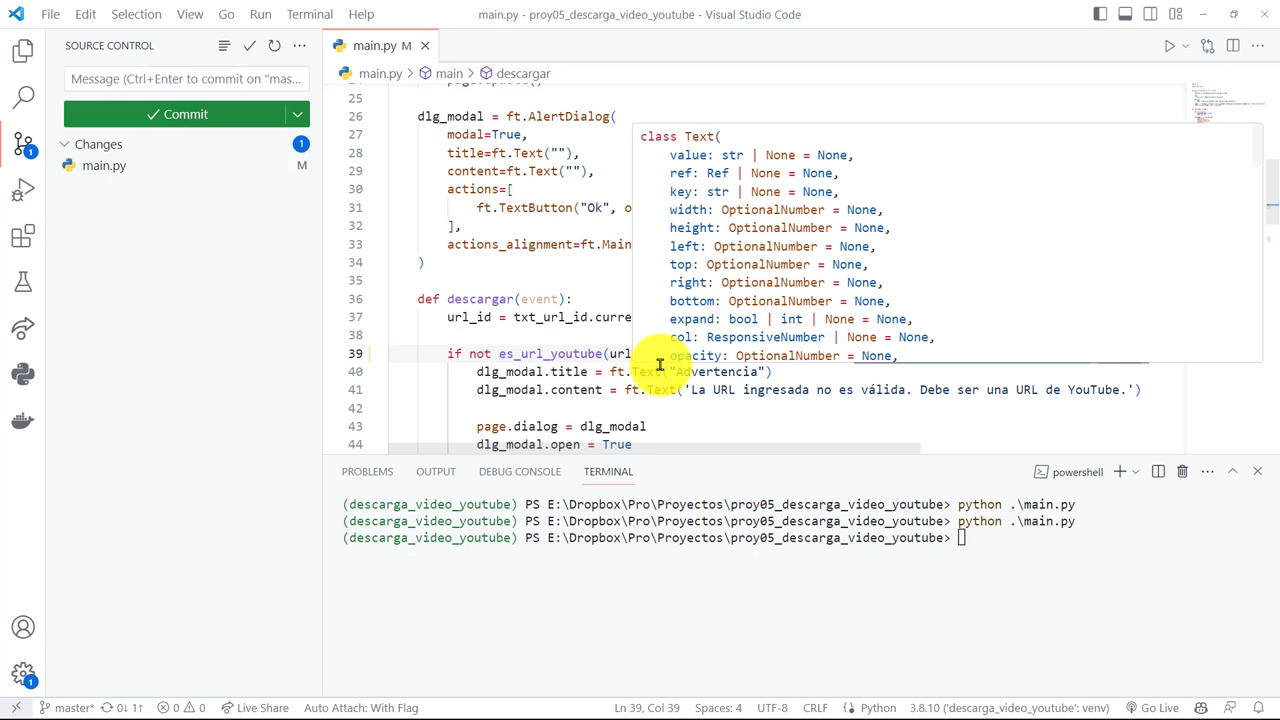 File Edit Selection View Go Run Terminal Help
main.py - proy05_descarga_video_youtube - Visual Studio Code
SOURCE CONTROL
Message (Ctrl+Enter to commit on "mas...
Commit
Changes 1
main.py M
main.py M
main.py > main > descargar
25
26 dlg_modal = ft.AlertDialog(
27 modal=True,
28 title=ft.Text(""),
29 content=ft.Text(""),
30 actions=[
31 ft.TextButton("Ok", o
32 ],
33 actions_alignment=ft.Main
34 )
35
36 def descargar(event):
37 url_id = txt_url_id.curre
38
39 if not es_url_youtube(url
40 dlg_modal.title = ft.Text("Advertencia")
41 dlg_modal.content = ft.Text('La URL ingresada no es válida. Debe ser una URL de YouTube.')
42
43 page.dialog = dlg_modal
44 dlg_modal.open = True
class Text(
value: str | None = None,
ref: Ref | None = None,
key: str | None = None,
width: OptionalNumber = None,
height: OptionalNumber = None,
left: OptionalNumber = None,
top: OptionalNumber = None,
right: OptionalNumber = None,
bottom: OptionalNumber = None,
expand: bool | int | None = None,
col: ResponsiveNumber | None = None,
opacity: OptionalNumber = None,
PROBLEMS OUTPUT DEBUG CONSOLE TERMINAL
powershell
(descarga_video_youtube) PS E:\Dropbox\Pro\Proyectos\proy05_descarga_video_youtube> python .\main.py
(descarga_video_youtube) PS E:\Dropbox\Pro\Proyectos\proy05_descarga_video_youtube> python .\main.py
(descarga_video_youtube) PS E:\Dropbox\Pro\Proyectos\proy05_descarga_video_youtube>
1
1
master* 0↓ 1↑ 0 0 Live Share Auto Attach: With Flag Ln 39, Col 39 Spaces: 4 UTF-8 CRLF Python 3.8.10 ('descarga_video_youtube': venv) Go Live